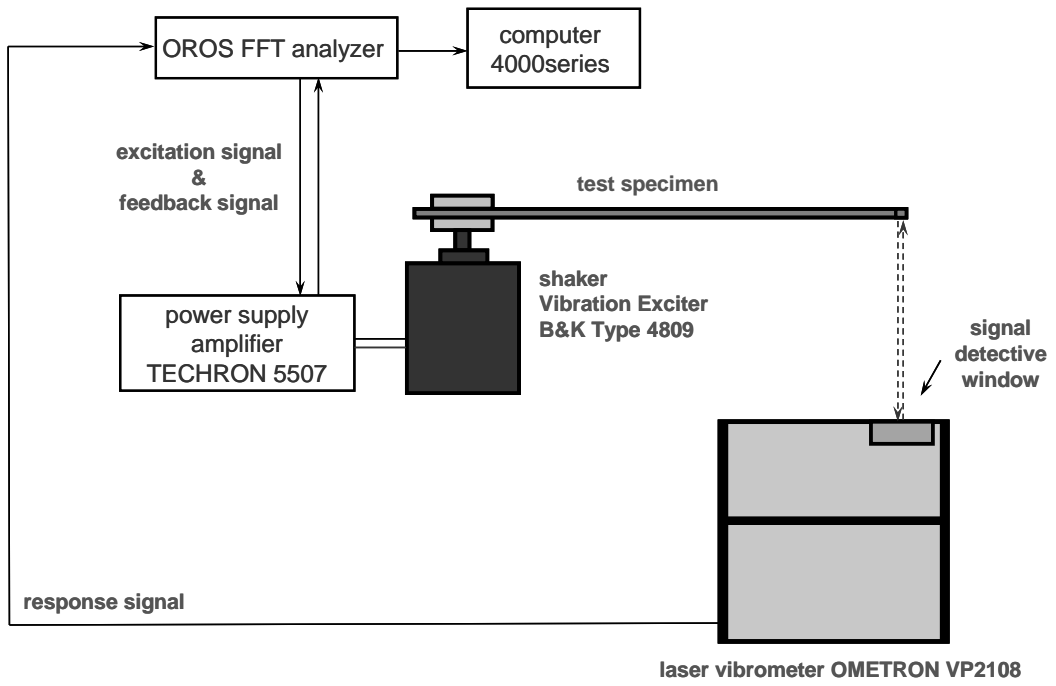 OROS FFT analyzer
computer
4000series
excitation signal
&
feedback signal
test specimen
shaker
Vibration Exciter
B&K Type 4809
power supply
amplifier
TECHRON 5507
signal
detective
window
response signal
laser vibrometer OMETRON VP2108